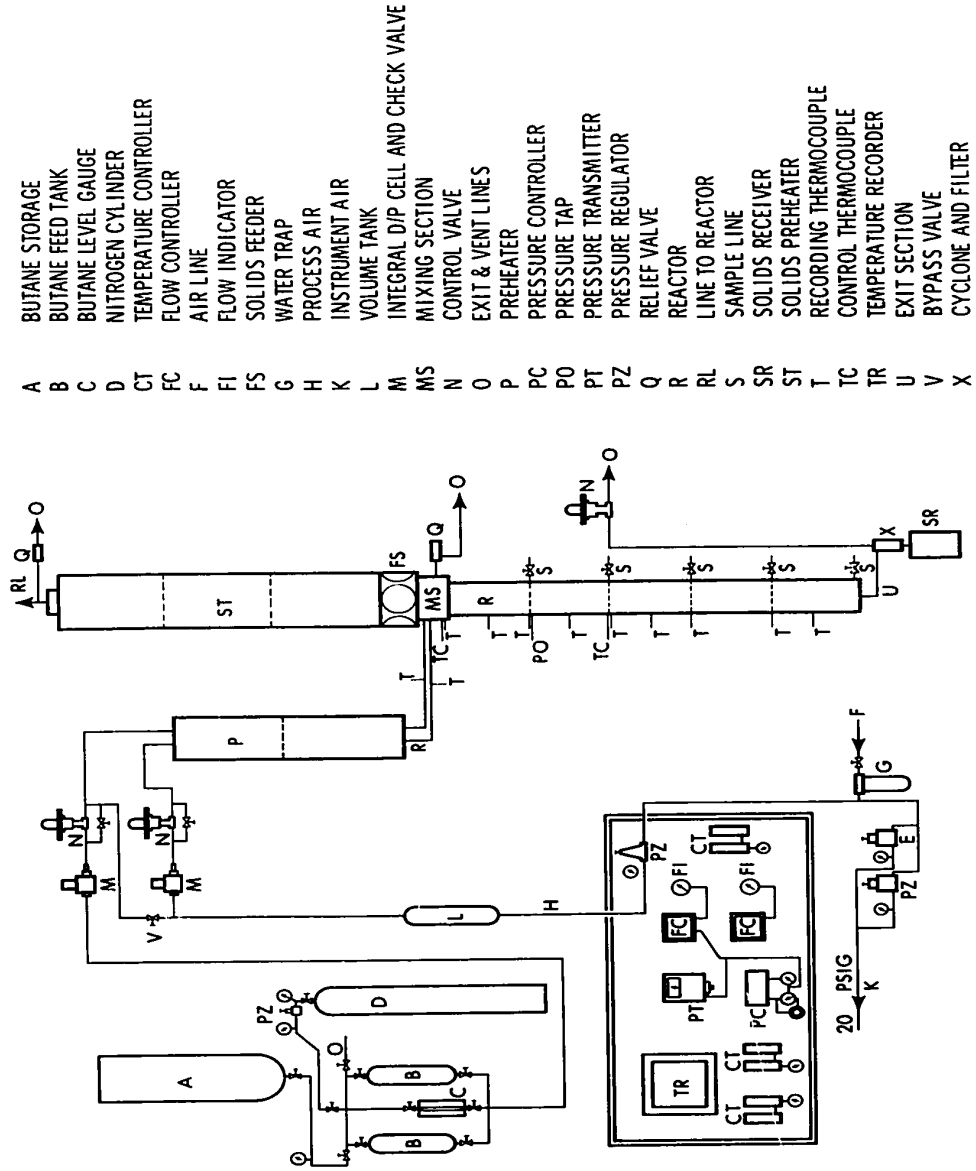 RL
Q
O
ST
FS
Q
O
MS
T
TC
T
T
R
T
T
PO
S
T
TC
T
S
N
O
T
T
S
T
T
S
S
U
X
SR
N
M
N
M
P
R
V
L
H
A
PZ
D
O
B
B
C
PZ
CT
FI
FC
FI
FC
PT
PC
TR
CT
CT
F
G
E
PZ
20 PSIG
K
A BUTANE STORAGE
B BUTANE FEED TANK
C BUTANE LEVEL GAUGE
D NITROGEN CYLINDER
CT TEMPERATURE CONTROLLER
FC FLOW CONTROLLER
F AIR LINE
FI FLOW INDICATOR
FS SOLIDS FEEDER
G WATER TRAP
H PROCESS AIR
K INSTRUMENT AIR
L VOLUME TANK
M INTEGRAL D/P CELL AND CHECK VALVE
MS MIXING SECTION
N CONTROL VALVE
O EXIT & VENT LINES
P PREHEATER
PC PRESSURE CONTROLLER
PO PRESSURE TAP
PT PRESSURE TRANSMITTER
PZ PRESSURE REGULATOR
Q RELIEF VALVE
R REACTOR
RL LINE TO REACTOR
S SAMPLE LINE
SR SOLIDS RECEIVER
ST SOLIDS PREHEATER
T RECORDING THERMOCOUPLE
TC CONTROL THERMOCOUPLE
TR TEMPERATURE RECORDER
U EXIT SECTION
V BYPASS VALVE
X CYCLONE AND FILTER